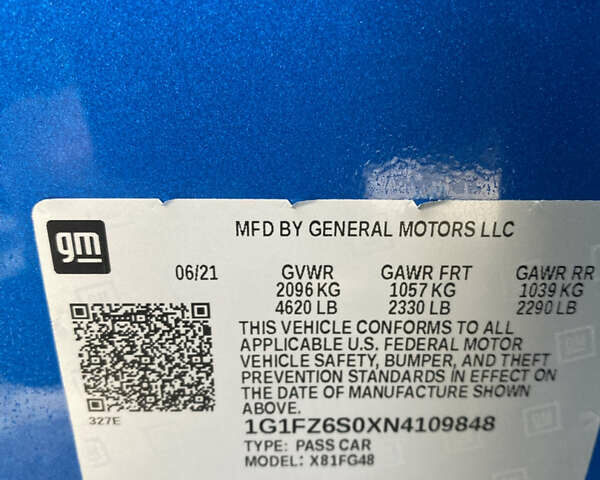 gm
MFD BY GENERAL MOTORS LLC
06/21 GVWR GAWR FRT GAWR RR
2096 KG 1057 KG 1039 KG
4620 LB 2330 LB 2290 LB
THIS VEHICLE CONFORMS TO ALL
APPLICABLE U.S. FEDERAL MOTOR
VEHICLE SAFETY, BUMPER, AND THEFT
PREVENTION STANDARDS IN EFFECT ON
THE DATE OF MANUFACTURE SHOWN
ABOVE.
327E
1G1FZ6S0XN4109848
TYPE: PASS CAR
MODEL: X81FG48